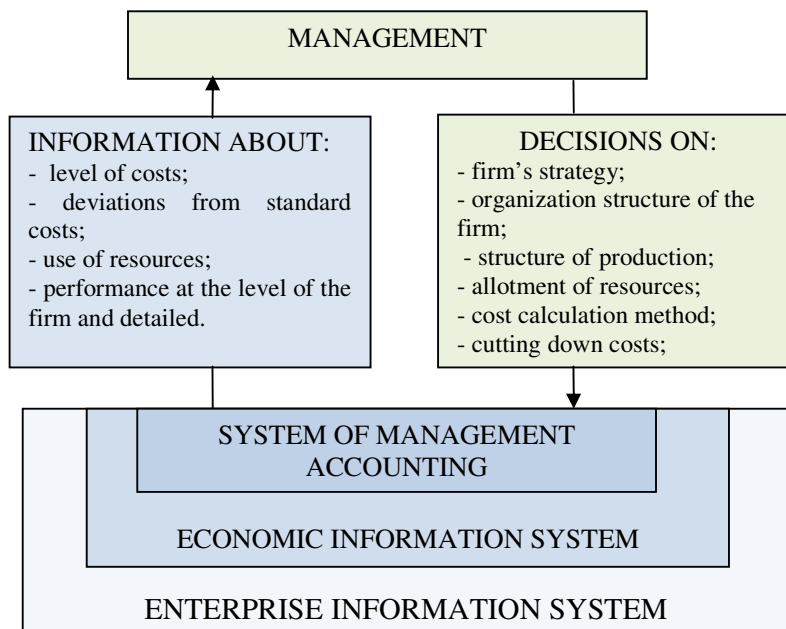 MANAGEMENT
INFORMATION ABOUT:
- level of costs;
- deviations from standard
costs;
- use of resources;
- performance at the level of the
firm and detailed.
DECISIONS ON:
- firm's strategy;
- organization structure of the
firm;
- structure of production;
- allotment of resources;
- cost calculation method;
- cutting down costs;
SYSTEM OF MANAGEMENT
ACCOUNTING
ECONOMIC INFORMATION SYSTEM
ENTERPRISE INFORMATION SYSTEM